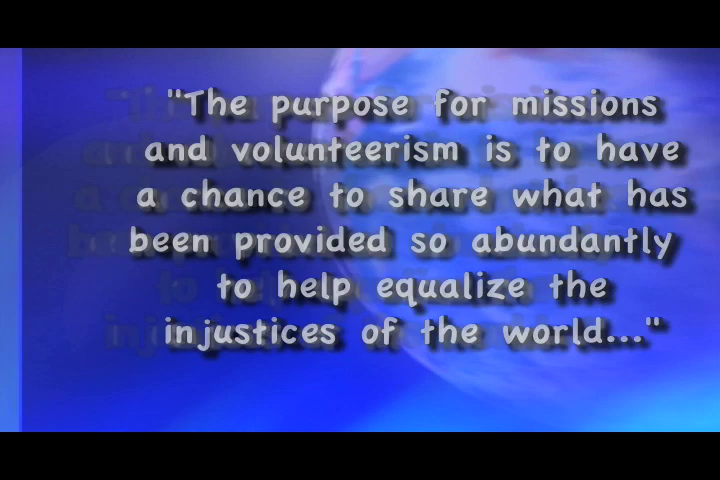 "The purpose for missions
and volunteerism is to have
a chance to share what has
been provided so abundantly
to help equalize the
injustices of the world..."